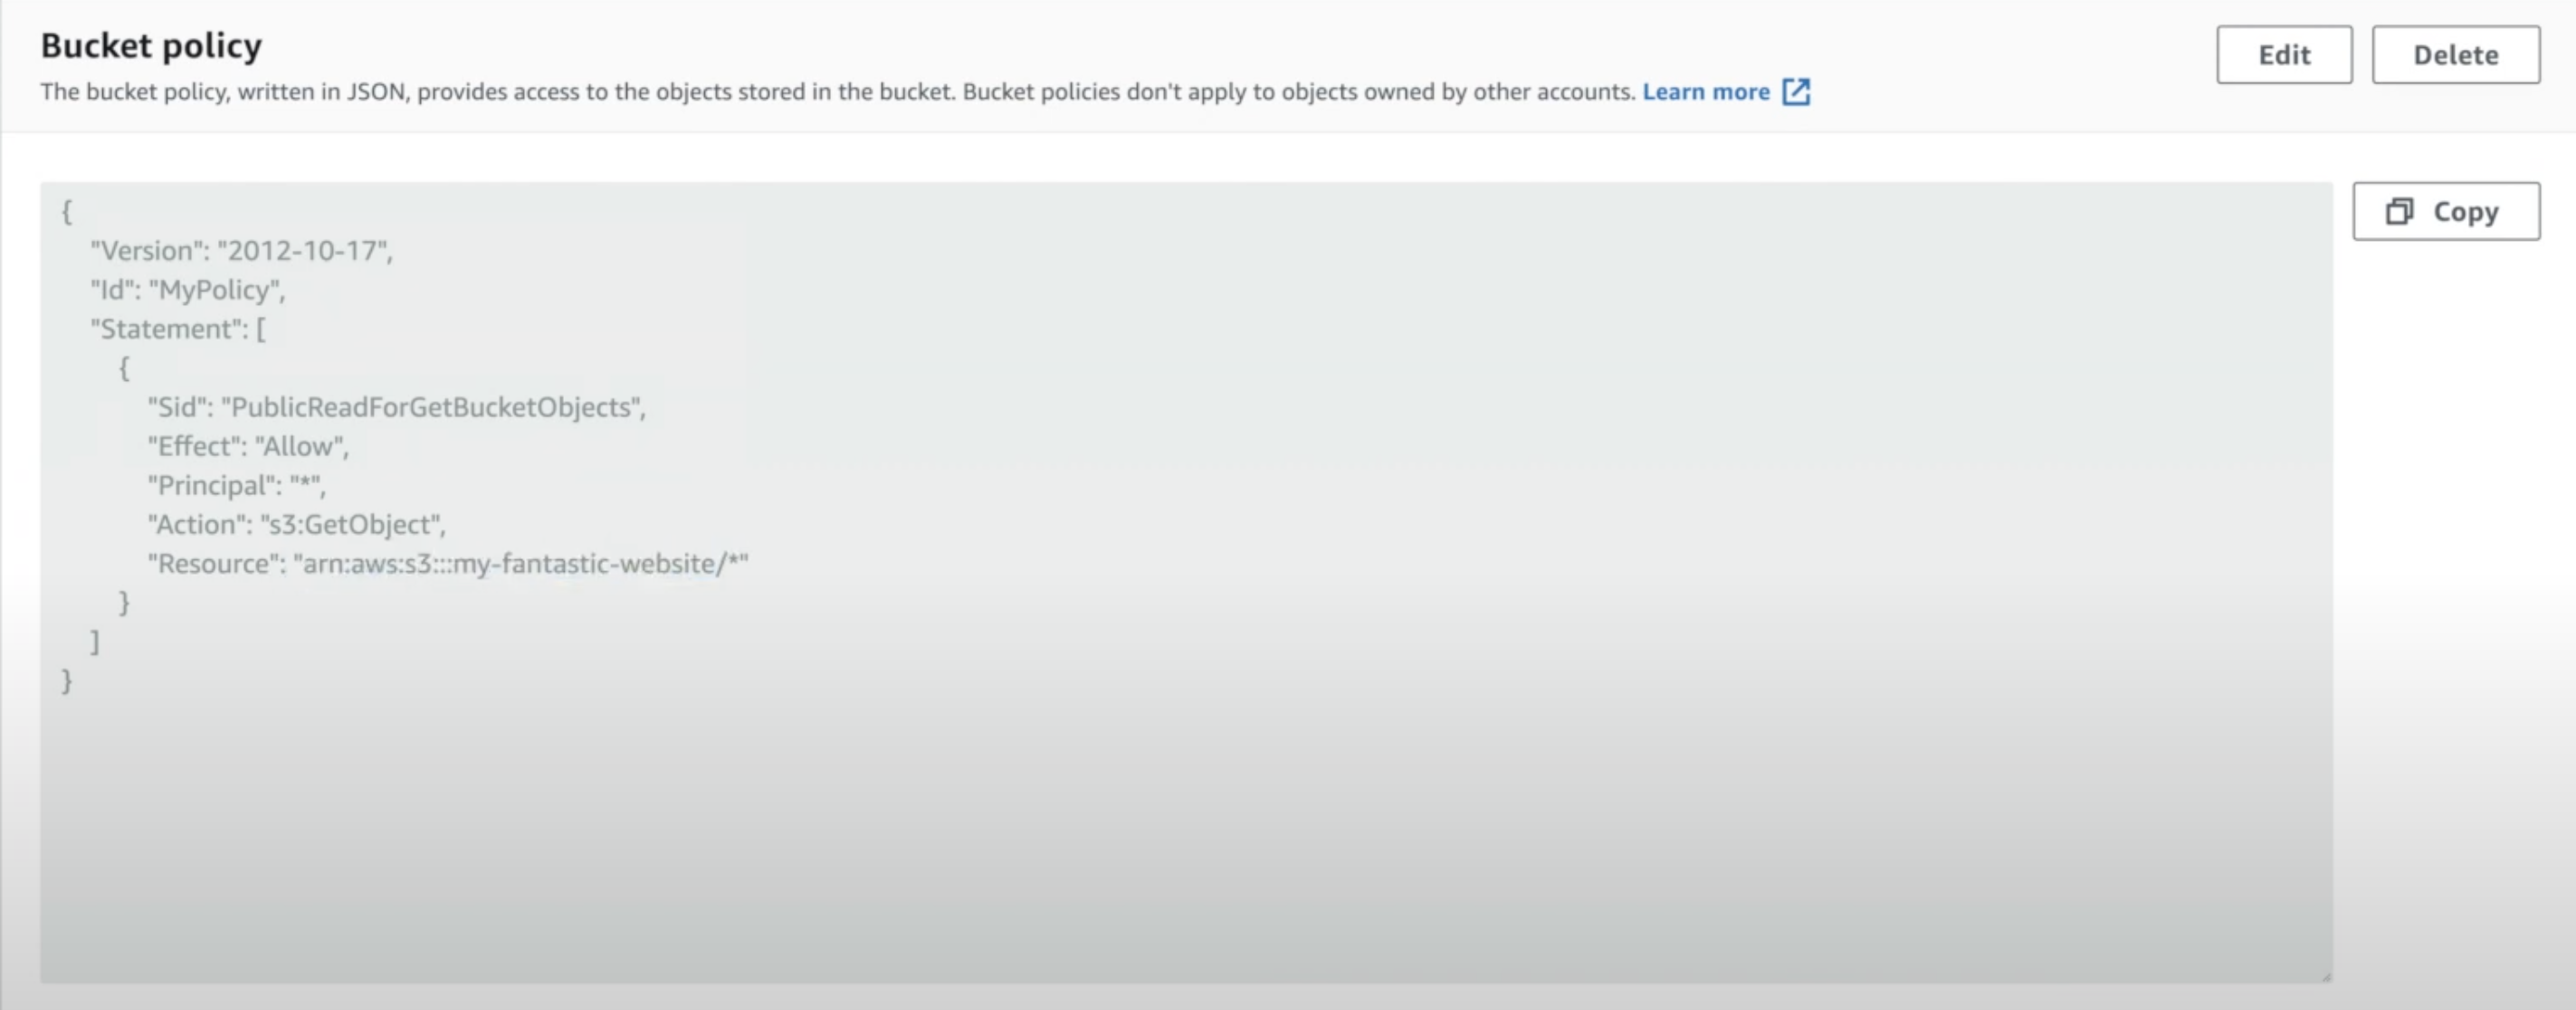 Bucket policy
Edit
Delete
The bucket policy, written in JSON, provides access to the objects stored in the bucket. Bucket policies don't apply to objects owned by other accounts. Learn more
Copy
{
"Version": "2012-10-17",
"Id": "MyPolicy",
"Statement": [
{
"Sid": "PublicReadForGetBucketObjects",
"Effect": "Allow",
"Principal": "*",
"Action": "s3:GetObject",
"Resource": "arn:aws:s3:::my-fantastic-website/*"
}
]
}